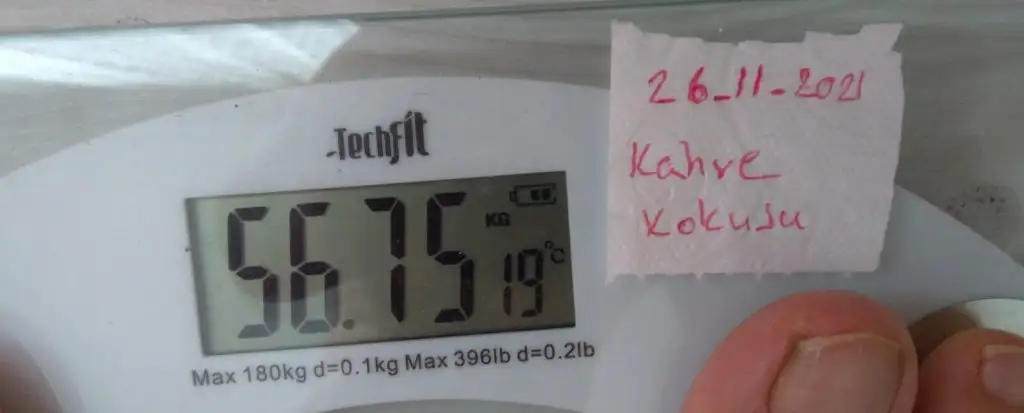 26-11-2021
Kahve
Kokusu
TechFit
56.75 KG
19°C
Max 180kg d=0.1kg Max 396lb d=0.2lb